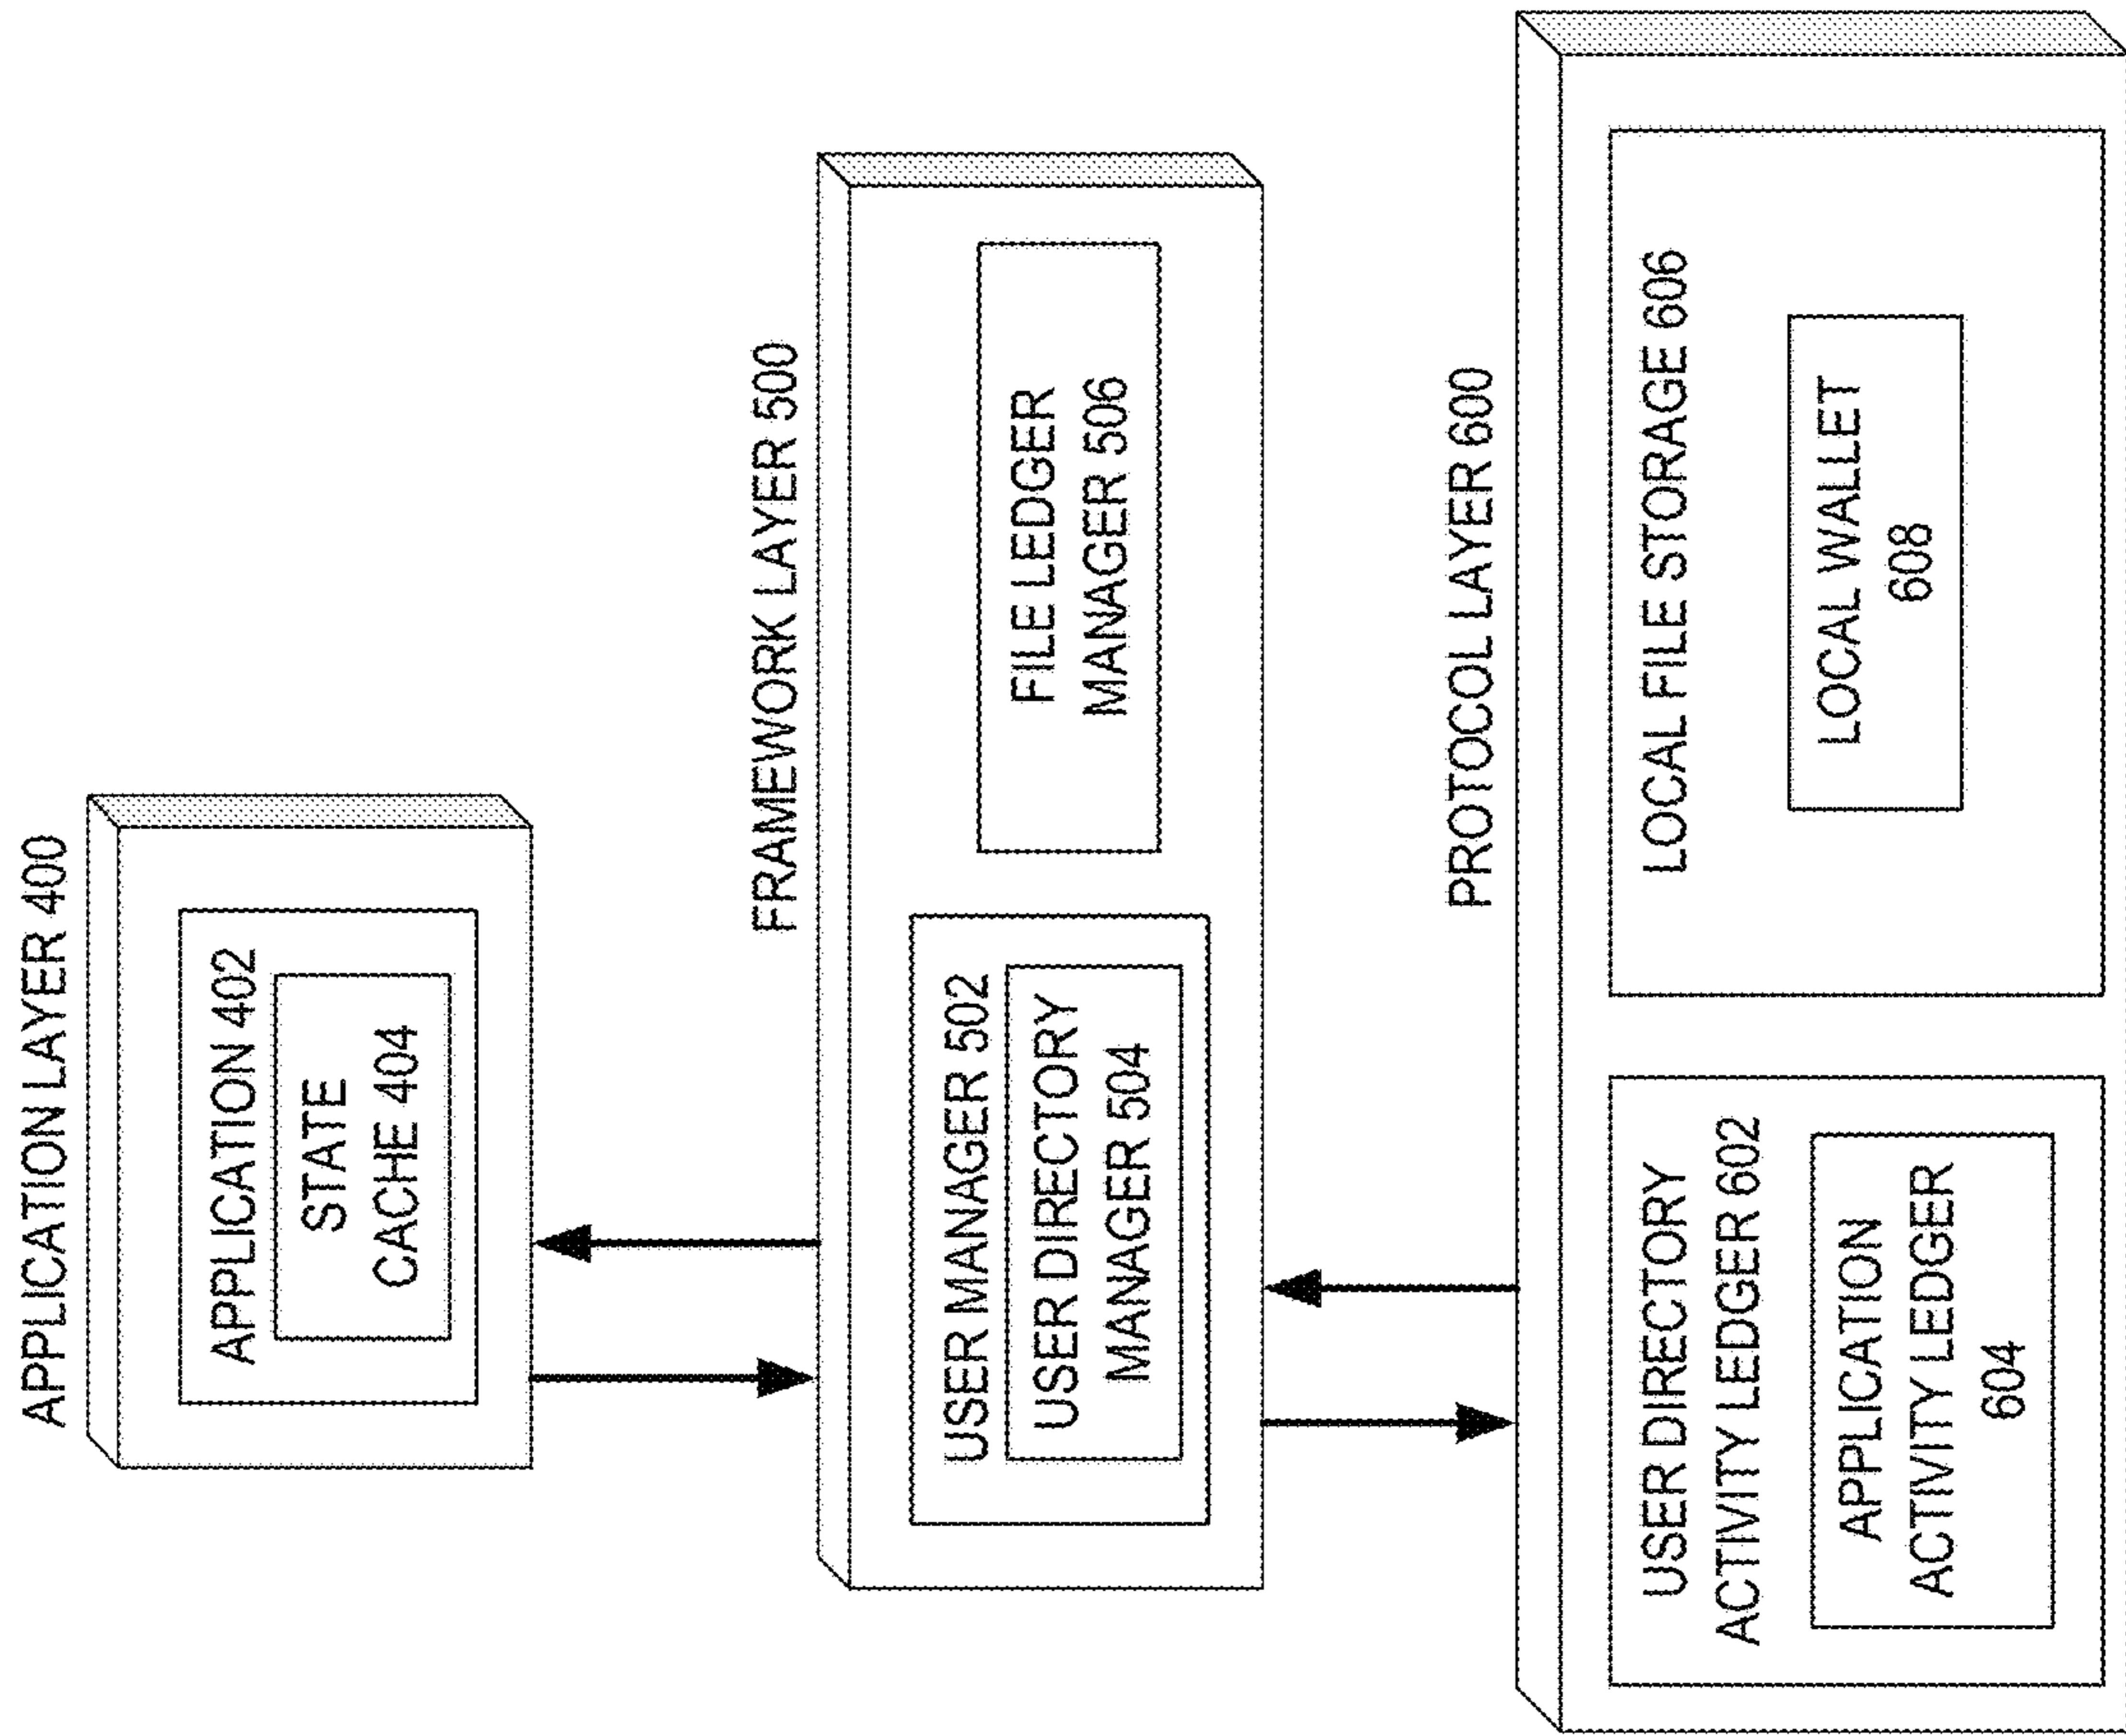 APPLICATION LAYER 400
APPLICATION 402
STATE
CACHE 404
FRAMEWORK LAYER 500
USER MANAGER 502
USER DIRECTORY
MANAGER 504
FILE LEDGER
MANAGER 506
PROTOCOL LAYER 600
USER DIRECTORY
ACTIVITY LEDGER 602
APPLICATION
ACTIVITY LEDGER
604
LOCAL FILE STORAGE 606
LOCAL WALLET
608